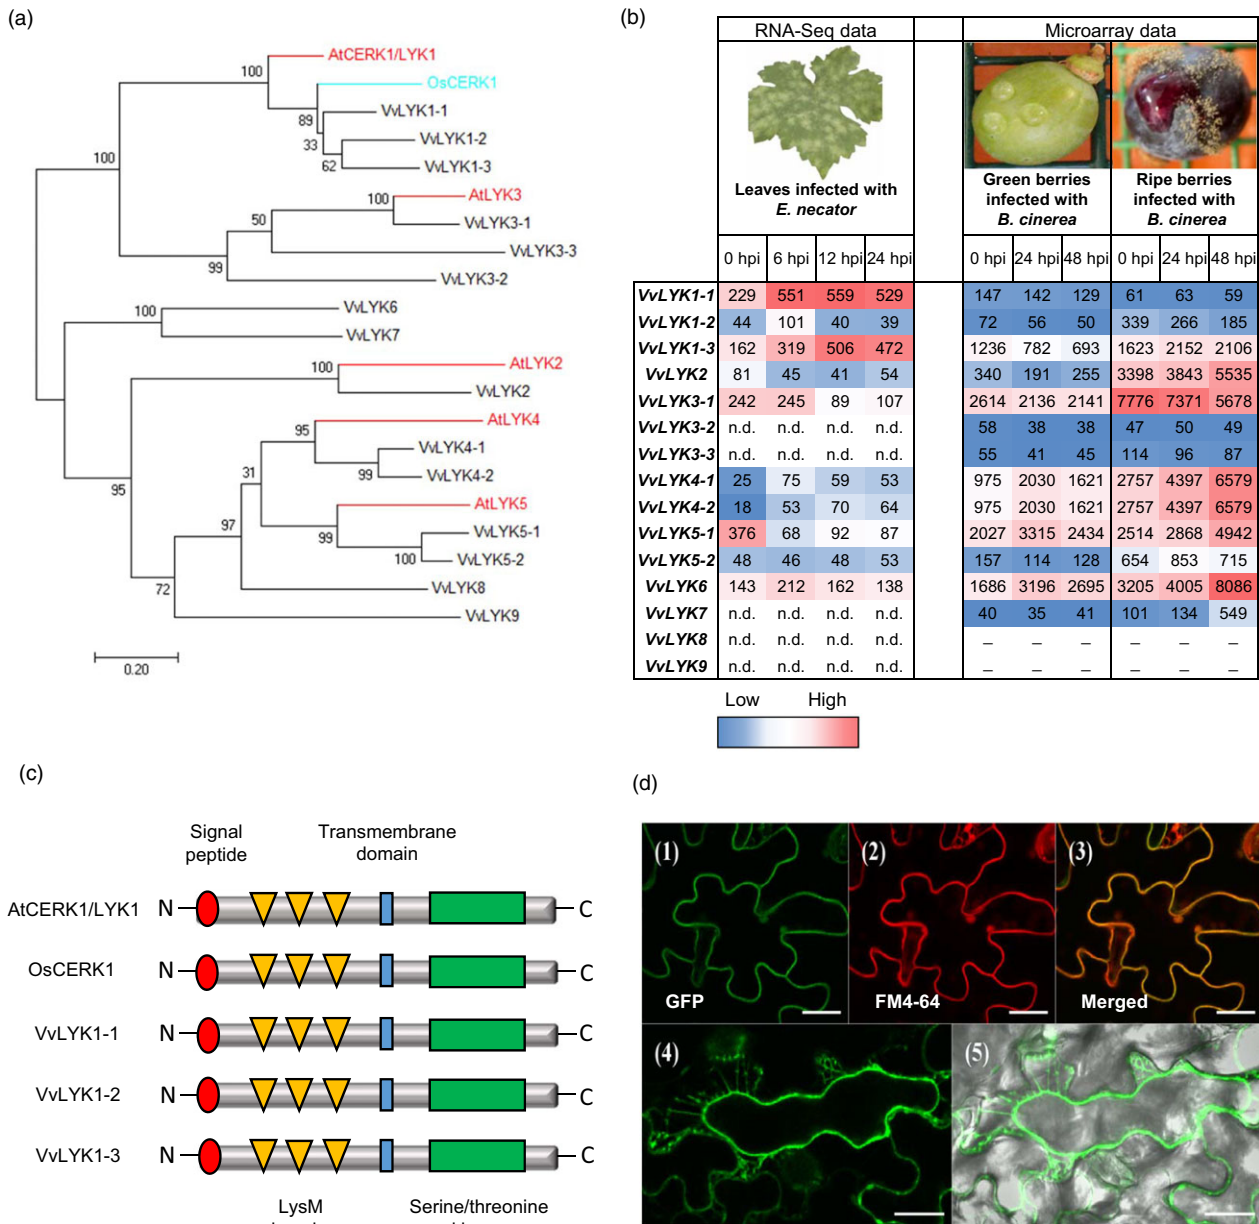 (a)
AtCERK1/LYK1
OsCERK1
VvLYK1-1
VvLYK1-2
VvLYK1-3
AtLYK3
VvLYK3-1
VvLYK3-3
VvLYK3-2
VvLYK6
VvLYK7
AtLYK2
VvLYK2
AtLYK4
VvLYK4-1
VvLYK4-2
AtLYK5
VvLYK5-1
VvLYK5-2
VvLYK8
VvLYK9
100
89
33
62
100
100
50
99
100
100
95
95
99
31
97
99
100
72
0.20
(b)
RNA-Seq data Microarray data
Leaves infected with
E. necator
Green berries
infected with
B. cinerea
Ripe berries
infected with
B. cinerea
0 hpi 6 hpi 12 hpi 24 hpi 0 hpi 24 hpi 48 hpi 0 hpi 24 hpi 48 hpi
VvLYK1-1 229 551 559 529 147 142 129 61 63 59
VvLYK1-2 44 101 40 39 72 56 50 339 266 185
VvLYK1-3 162 319 506 472 1236 782 693 1623 2152 2106
VvLYK2 81 45 41 54 340 191 255 3398 3843 5535
VvLYK3-1 242 245 89 107 2614 2136 2141 7776 7371 5678
VvLYK3-2 n.d. n.d. n.d. n.d. 58 38 38 47 50 49
VvLYK3-3 n.d. n.d. n.d. n.d. 55 41 45 114 96 87
VvLYK4-1 25 75 59 53 975 2030 1621 2757 4397 6579
VvLYK4-2 18 53 70 64 975 2030 1621 2757 4397 6579
VvLYK5-1 376 68 92 87 2027 3315 2434 2514 2868 4942
VvLYK5-2 48 46 48 53 157 114 128 654 853 715
VvLYK6 143 212 162 138 1686 3196 2695 3205 4005 8086
VvLYK7 n.d. n.d. n.d. n.d. 40 35 41 101 134 549
VvLYK8 n.d. n.d. n.d. n.d. – – – – – –
VvLYK9 n.d. n.d. n.d. n.d. – – – – – –
Low High
(c)
Signal
peptide
Transmembrane
domain
AtCERK1/LYK1 N C
OsCERK1 N C
VvLYK1-1 N C
VvLYK1-2 N C
VvLYK1-3 N C
LysM
Serine/threonine
(d)
(1) (2) (3)
GFP FM4-64 Merged
(4) (5)